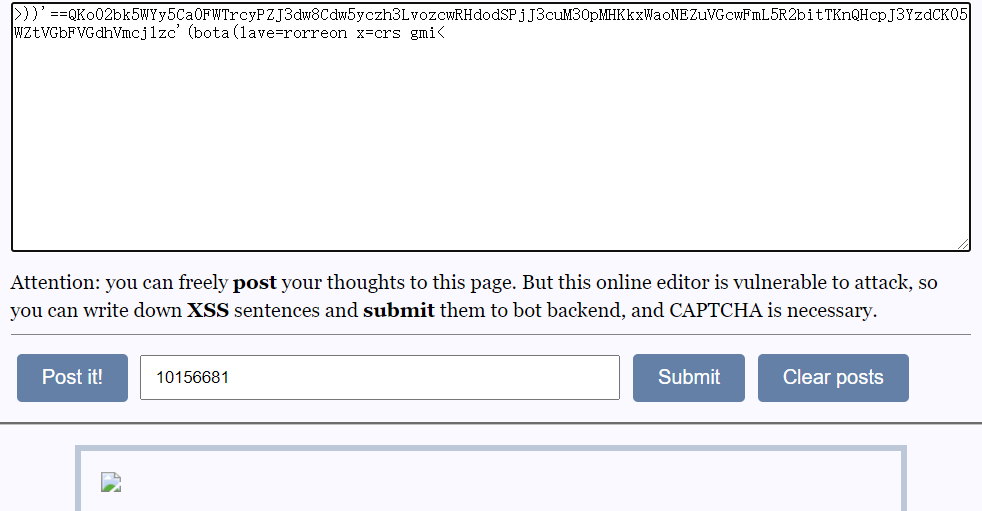 >))'==QKo02bk5WYy5Ca0FWTrcyPZJ3dw8Cdw5yczh3LvozcwRHdodSPjJ3cuM3OpMHKkxWaoNEZuVGcwFmL5R2bitTKnQHcpJ3YzdCK05
WZtVGbFVGdhVmcjlzc'(bota(lave=rorreon x=crs gmi<
Attention: you can freely post your thoughts to this page. But this online editor is vulnerable to attack, so
you can write down XSS sentences and submit them to bot backend, and CAPTCHA is necessary.
Post it!
10156681
Submit
Clear posts